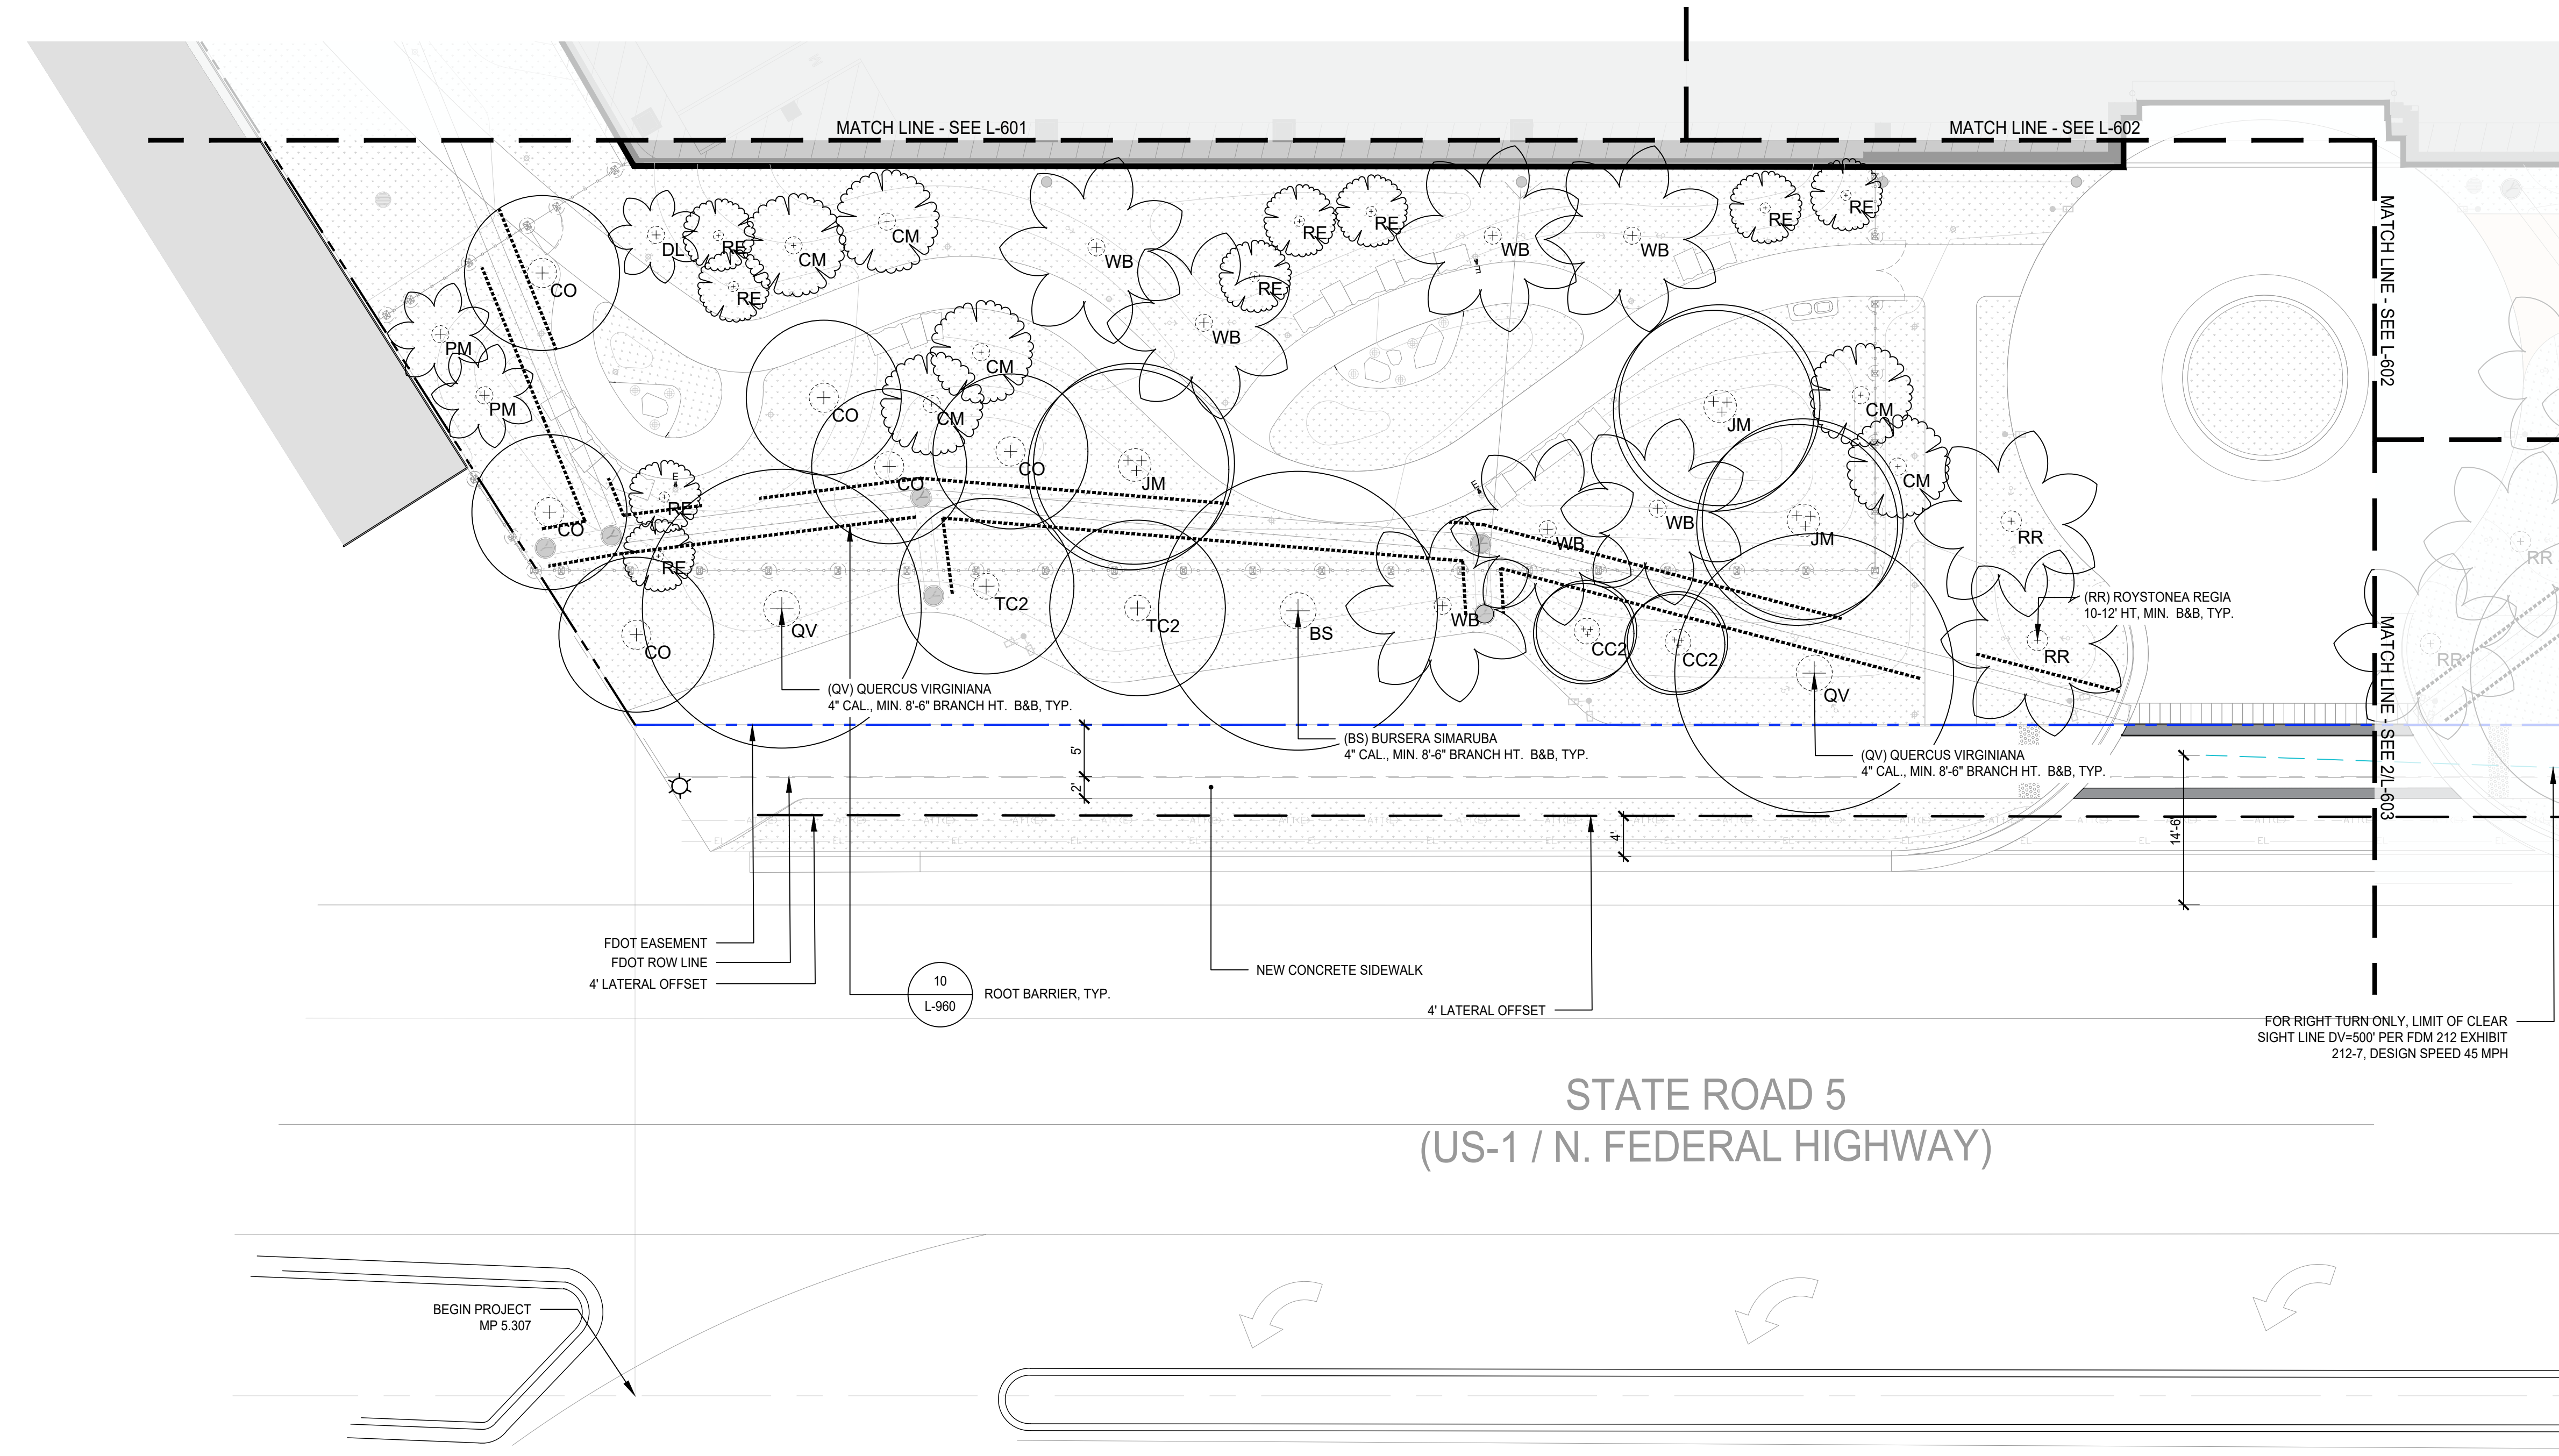 MATCH LINE - SEE L-601
MATCH LINE - SEE L-602
MATCH LINE - SEE L-602
MATCH LINE - SEE 2/L-603
CO
DL
RE
RE
CM
CM
WB
WB
RE
RE
RE
WB
WB
RE
RE
PM
PM
CO
CM
CM
CO
CO
JM
JM
CM
CM
WB
WB
JM
RR
RR
CO
RE
RE
CO
QV
TC2
TC2
BS
WB
CC2
CC2
QV
RR
RR
(RR) ROYSTONEA REGIA
10-12' HT, MIN. B&B, TYP.
(QV) QUERCUS VIRGINIANA
4" CAL., MIN. 8'-6" BRANCH HT. B&B, TYP.
(BS) BURSERA SIMARUBA
4" CAL., MIN. 8'-6" BRANCH HT. B&B, TYP.
(QV) QUERCUS VIRGINIANA
4" CAL., MIN. 8'-6" BRANCH HT. B&B, TYP.
5'
2'
4'
14'-6"
FDOT EASEMENT
FDOT ROW LINE
4' LATERAL OFFSET
10
L-960
ROOT BARRIER, TYP.
NEW CONCRETE SIDEWALK
4' LATERAL OFFSET
FOR RIGHT TURN ONLY, LIMIT OF CLEAR
SIGHT LINE DV=500' PER FDM 212 EXHIBIT
212-7, DESIGN SPEED 45 MPH
STATE ROAD 5
(US-1 / N. FEDERAL HIGHWAY)
BEGIN PROJECT
MP 5.307